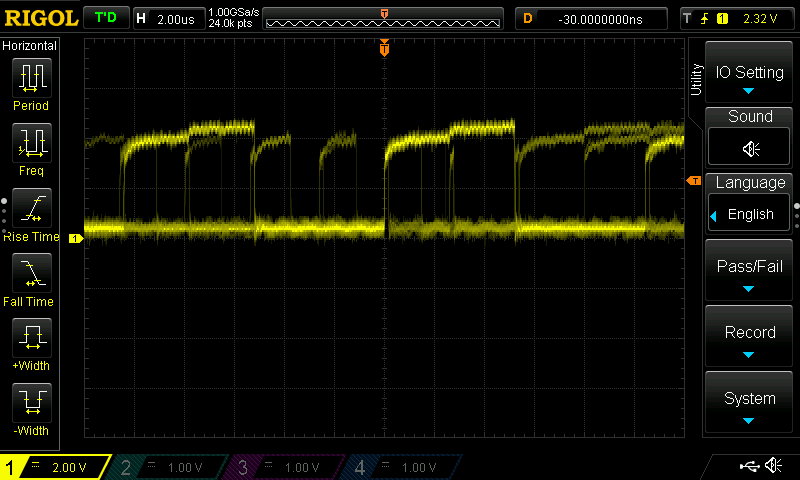 RIGOL T'D H 2.00us 1.00GSa/s 24.0k pts T D -30.0000000ns T 1 2.32 V
Horizontal
Period
Freq
Rise Time
Fall Time
+Width
-Width
T
T
1
Utility
IO Setting
Sound
Language
English
Pass/Fail
Record
System
1 2.00 V 2 1.00 V 3 1.00 V 4 1.00 V